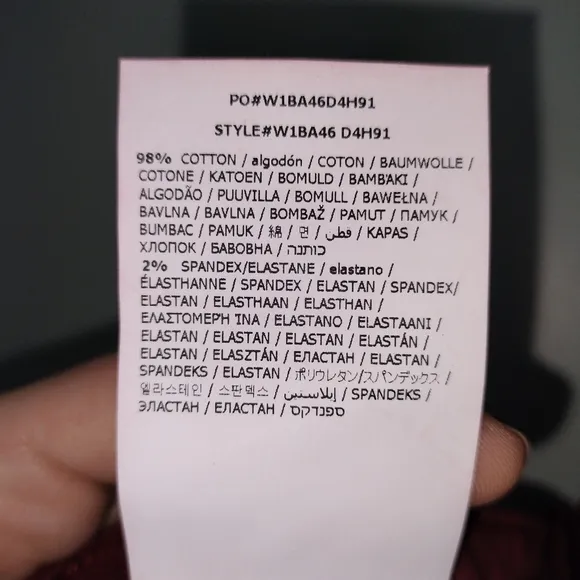 PO#W1BA46D4H91
STYLE#W1BA46 D4H91
98% COTTON / algodón / COTON / BAUMWOLLE /
COTONE / KATOEN / BOMULD / BAMBAKI /
ALGODÃO / PUUVILLA / BOMULL / BAWEŁNA /
BAVLNA / BAVLNA / BOMBAŽ / PAMUT / ПАМУК /
BUMBAC / PAMUK / 綿 / 면 / قطن / KAPAS /
ХЛОПОК / БАВОВНА / כותנה
2% SPANDEX/ELASTANE / elastano /
ÉLASTHANNE / SPANDEX / ELASTAN / SPANDEX/
ELASTAN / ELASTHAAN / ELASTHAN /
ΕΛΑΣΤΟΜΕΡΗ ΊΝΑ / ELASTANO / ELASTAANI /
ELASTAN / ELASTAN / ELASTAN / ELASTÁN /
ELASTAN / ELASZTÁN / ЕЛАСТАН / ELASTAN /
SPANDEKS / ELASTAN / ポリウレタン/スパンデックス /
엘라스테인 / 스판덱스 / إيلاستين / SPANDEKS /
ЭЛАСТАН / ЕЛАСТАН / ספנדקס